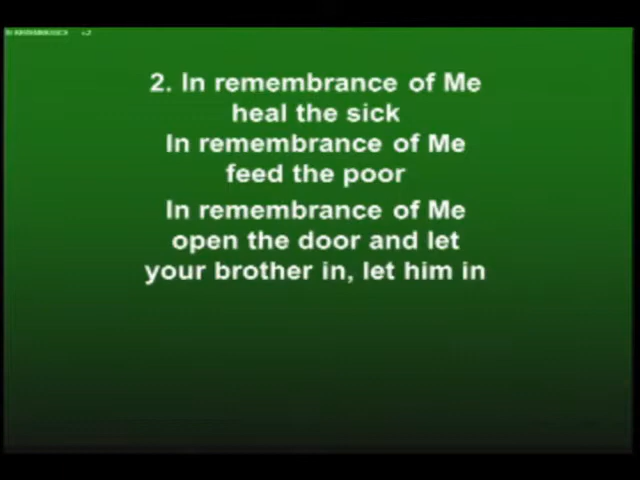 2. In remembrance of Me
heal the sick
In remembrance of Me
feed the poor
In remembrance of Me
open the door and let
your brother in, let him in